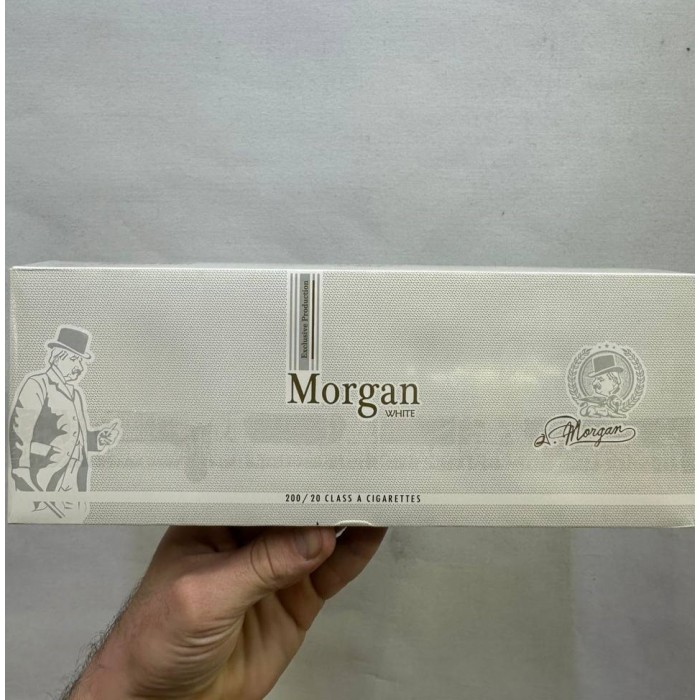 Exclusive Production
Morgan
WHITE
Morgan
200/20 CLASS A CIGARETTES